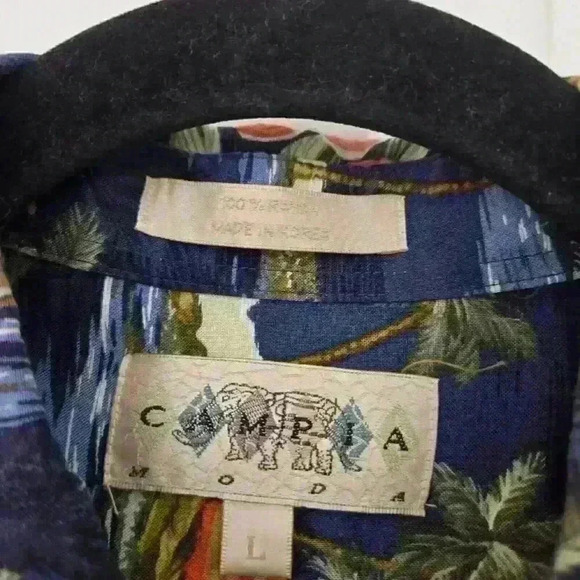 100% RAYON
MADE IN KOREA
CAMPIA
MODA
L